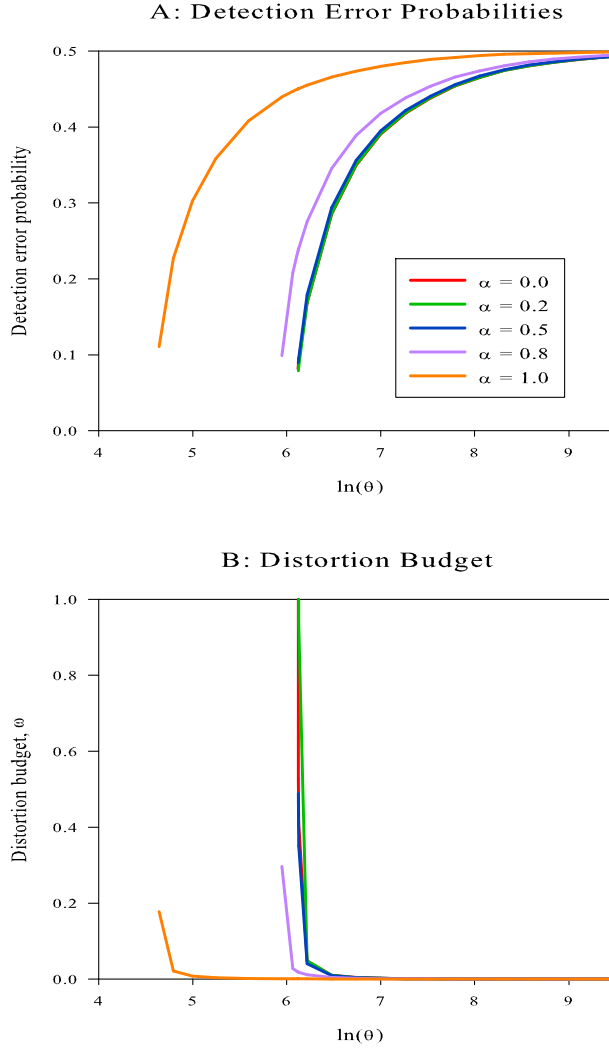 A: Detection Error Probabilities
0.5
0.4
0.3
0.2
0.1
0.0
Detection error probability
α = 0.0
α = 0.2
α = 0.5
α = 0.8
α = 1.0
4 5 6 7 8 9
ln(θ)
B: Distortion Budget
1.0
0.8
0.6
0.4
0.2
0.0
Distortion budget, ω
4 5 6 7 8 9
ln(θ)